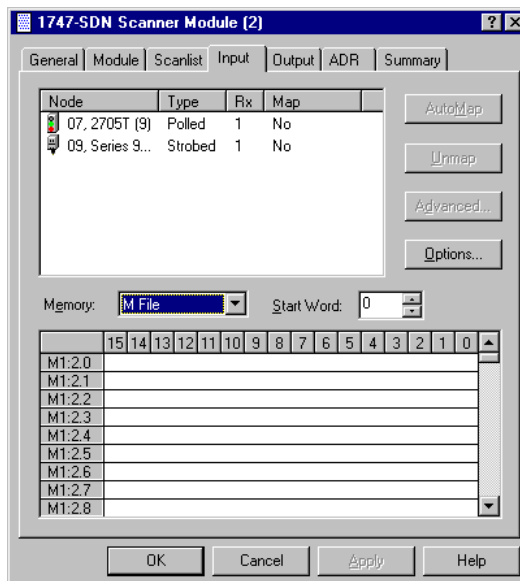 1747-SDN Scanner Module (2)
General Module Scanlist Input Output ADR Summary
Node Type Rx Map
07, 2705T (9) Polled 1 No
09, Series 9... Strobed 1 No
AutoMap
Unmap
Advanced...
Options...
Memory: M File Start Word: 0
15 14 13 12 11 10 9 8 7 6 5 4 3 2 1 0
M1:2.0
M1:2.1
M1:2.2
M1:2.3
M1:2.4
M1:2.5
M1:2.6
M1:2.7
M1:2.8
OK Cancel Apply Help